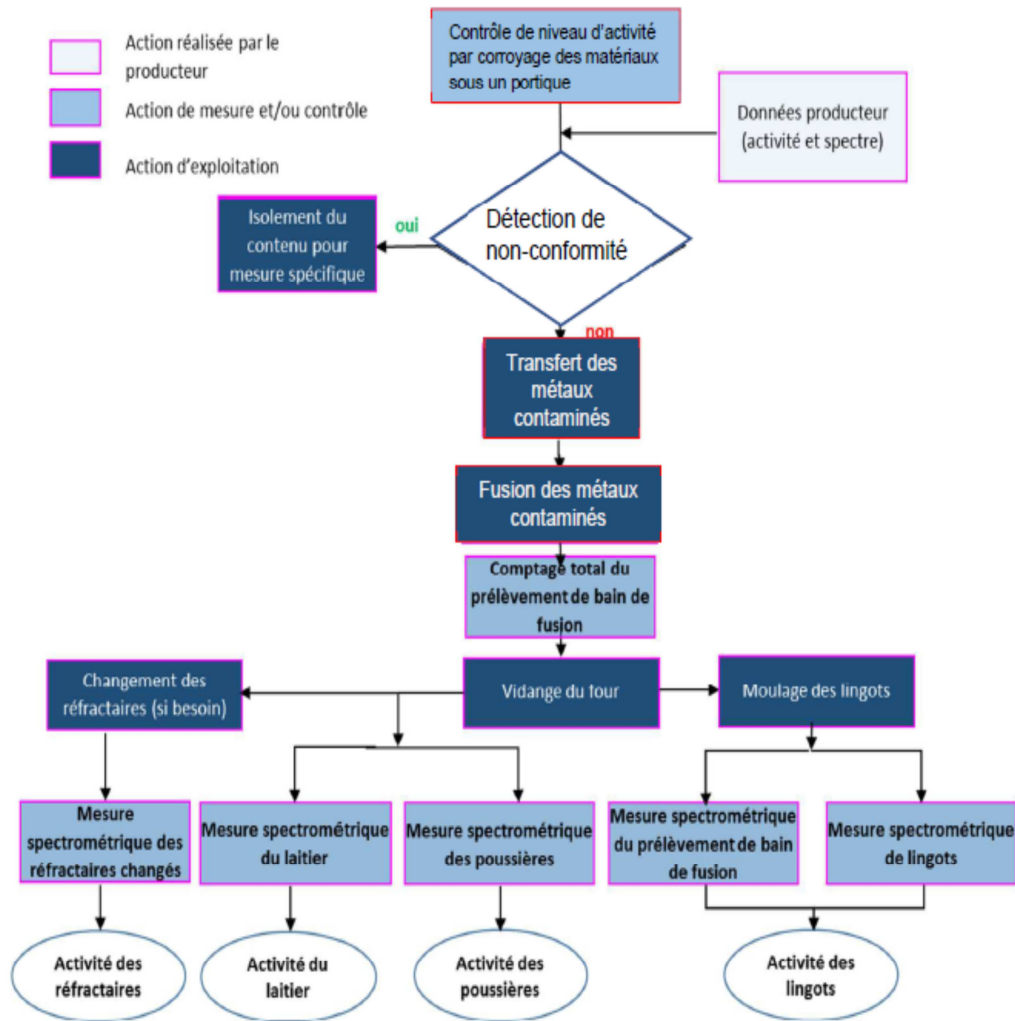 Action réalisée par le
producteur
Action de mesure et/ou contrôle
Action d'exploitation
Contrôle de niveau d'activité
par corroyage des matériaux
sous un portique
Données producteur
(activité et spectre)
Détection de
non-conformité
oui
Isolement du
contenu pour
mesure spécifique
non
Transfert des
métaux
contaminés
Fusion des métaux
contaminés
Comptage total du
prélèvement de bain de
fusion
Changement des
réfractaires (si besoin)
Vidange du four
Moulage des lingots
Mesure
spectrométrique des
réfractaires changés
Mesure spectrométrique
du laitier
Mesure spectrométrique
des poussières
Mesure spectrométrique
du prélèvement de bain
de fusion
Mesure spectrométrique
de lingots
Activité des
réfractaires
Activité du
laitier
Activité des
poussières
Activité des
lingots